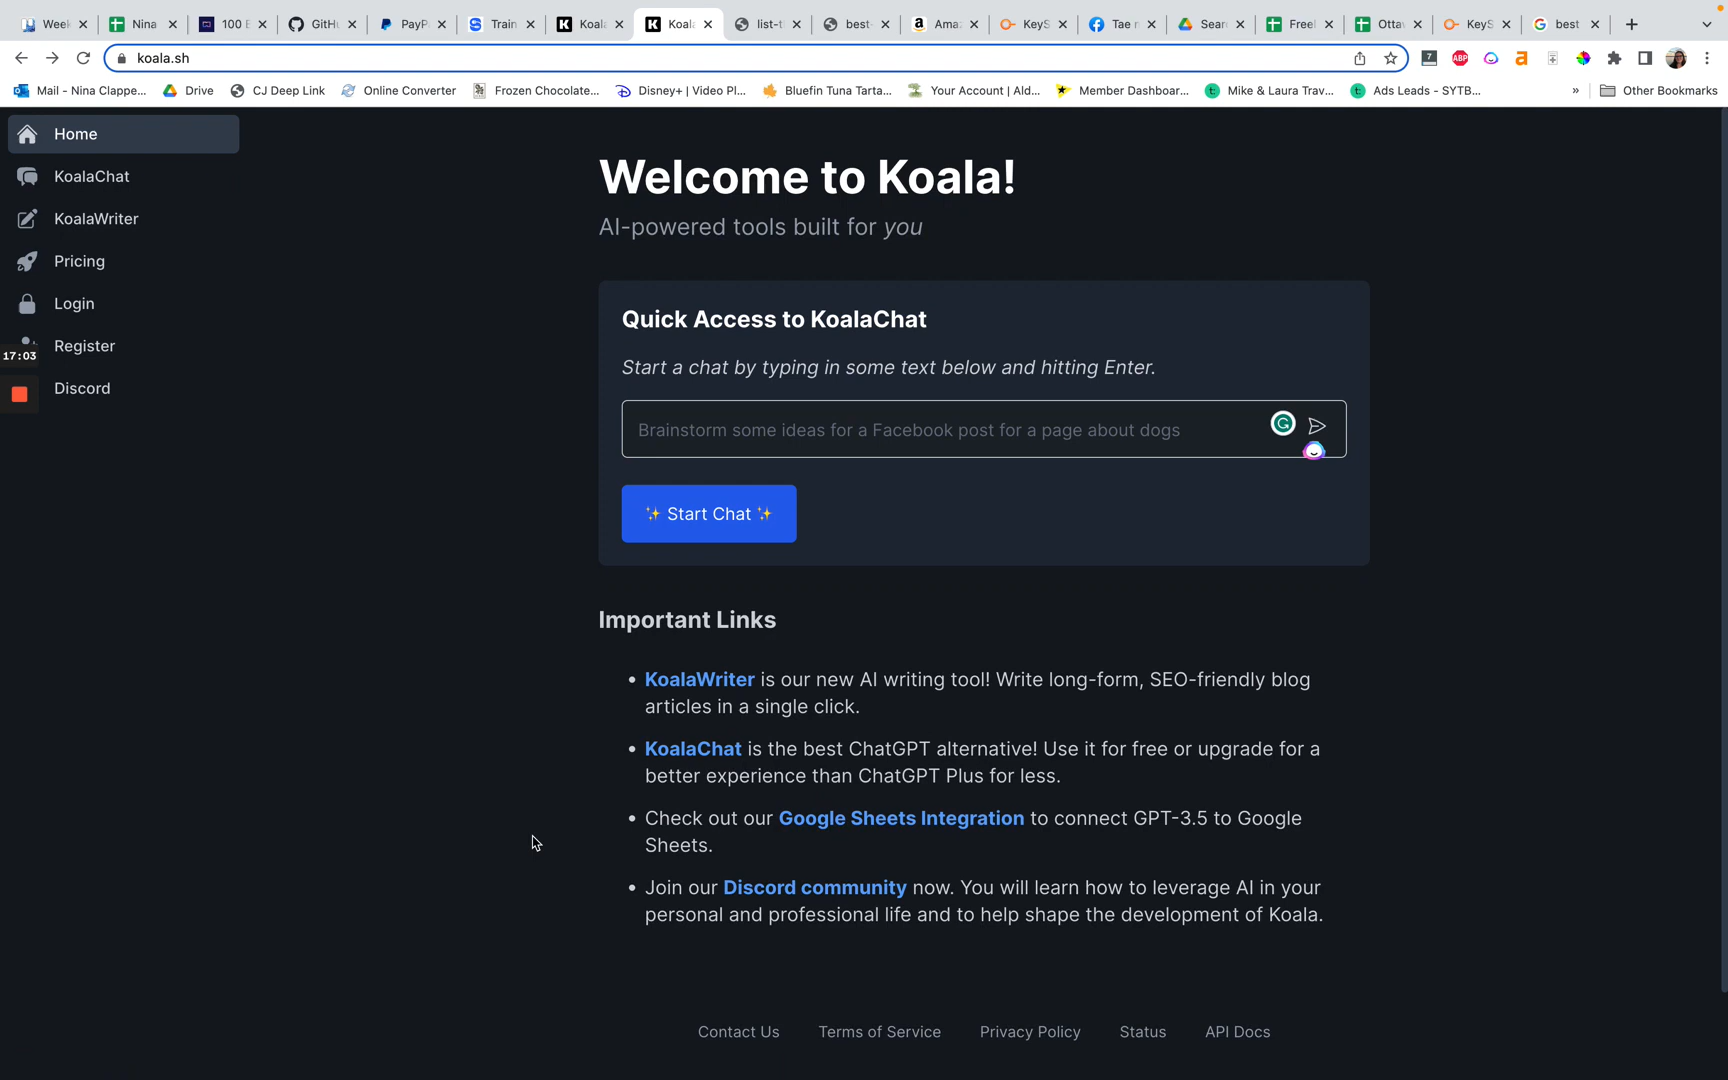 Week Nina 100 E GitHu PayP Train Koala Koala list-t best- Amaz KeyS Tae n Sear Freel Ottav KeyS best
koala.sh
7 ABP a
Mail - Nina Clappe... Drive CJ Deep Link Online Converter Frozen Chocolate... Disney+ | Video Pl... Bluefin Tuna Tarta... Your Account | Ald... Member Dashboar... Mike & Laura Trav... Ads Leads - SYTB... » Other Bookmarks
Home
KoalaChat
KoalaWriter
Pricing
Login
Register
17:03
Discord
Welcome to Koala!
AI-powered tools built for you
Quick Access to KoalaChat
Start a chat by typing in some text below and hitting Enter.
Brainstorm some ideas for a Facebook post for a page about dogs
✨ Start Chat ✨
Important Links
• KoalaWriter is our new AI writing tool! Write long-form, SEO-friendly blog
articles in a single click.
• KoalaChat is the best ChatGPT alternative! Use it for free or upgrade for a
better experience than ChatGPT Plus for less.
• Check out our Google Sheets Integration to connect GPT-3.5 to Google
Sheets.
• Join our Discord community now. You will learn how to leverage AI in your
personal and professional life and to help shape the development of Koala.
Contact Us Terms of Service Privacy Policy Status API Docs